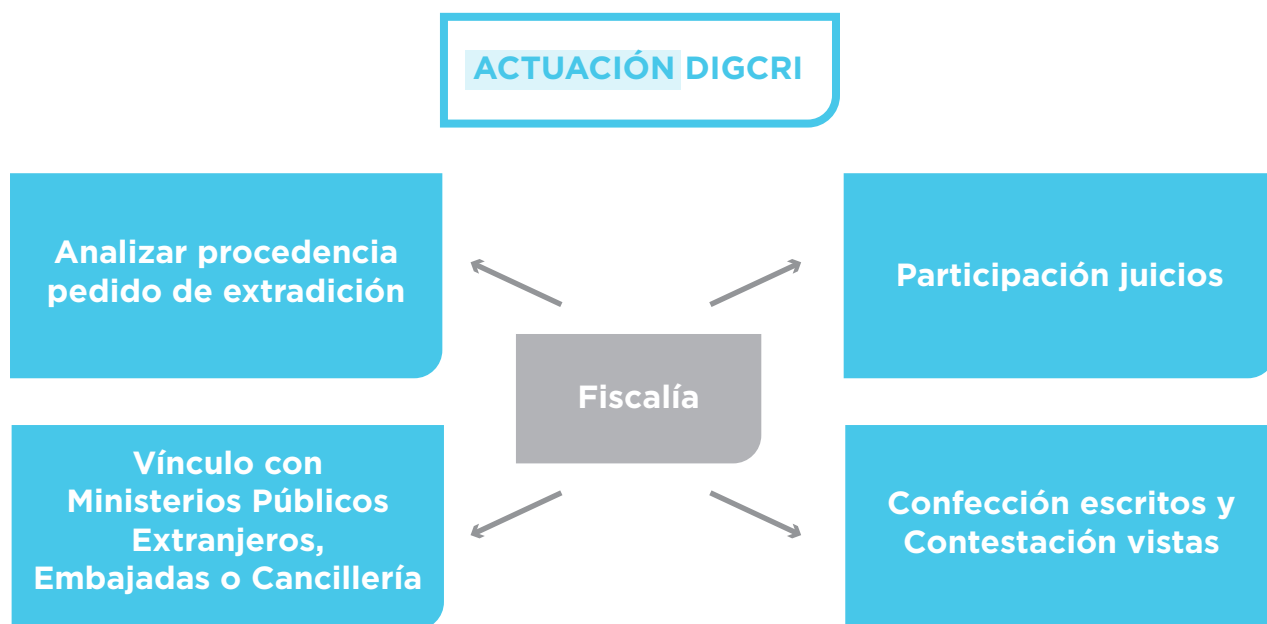 ACTUACIÓN DIGCRI
Analizar procedencia
pedido de extradición
Participación juicios
Fiscalía
Vínculo con
Ministerios Públicos
Extranjeros,
Embajadas o Cancillería
Confección escritos y
Contestación vistas